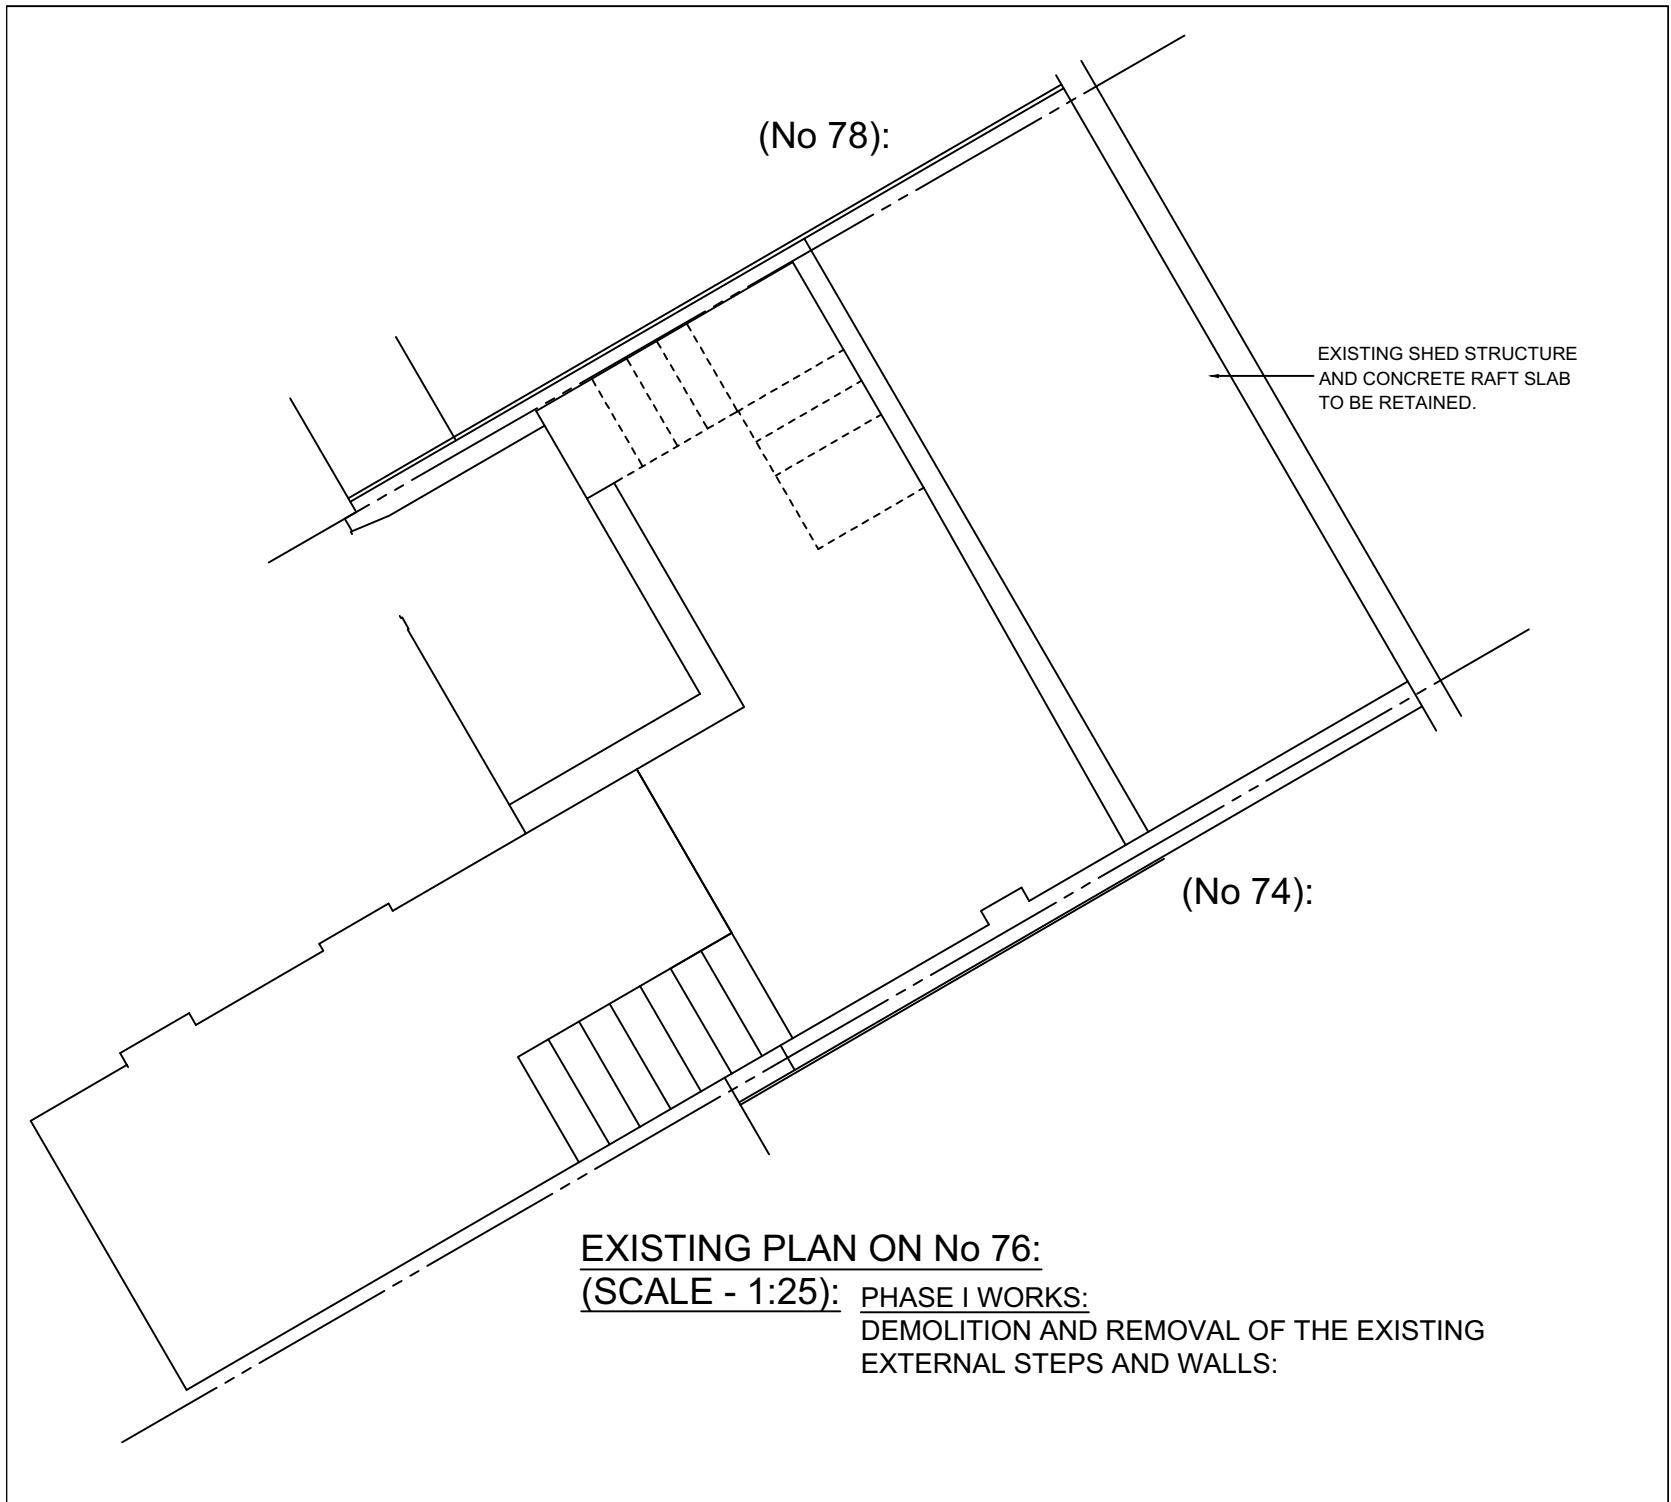 (No 78):
EXISTING SHED STRUCTURE
AND CONCRETE RAFT SLAB
TO BE RETAINED.
(No 74):
EXISTING PLAN ON No 76:
(SCALE - 1:25):
PHASE I WORKS:
DEMOLITION AND REMOVAL OF THE EXISTING
EXTERNAL STEPS AND WALLS: